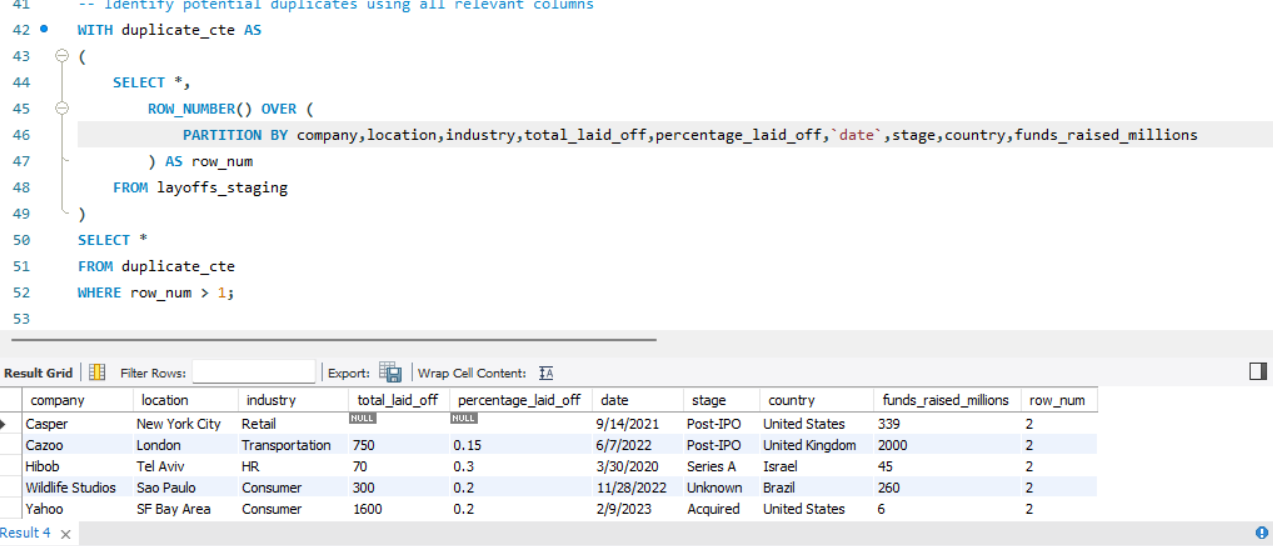 41 -- Identify potential duplicates using all relevant columns
42 WITH duplicate_cte AS
43 (
44 SELECT *,
45 ROW_NUMBER() OVER (
46 PARTITION BY company,location,industry,total_laid_off,percentage_laid_off,`date`,stage,country,funds_raised_millions
47 ) AS row_num
48 FROM layoffs_staging
49 )
50 SELECT *
51 FROM duplicate_cte
52 WHERE row_num > 1;
53
Result Grid Filter Rows: Export: Wrap Cell Content: IA
company location industry total_laid_off percentage_laid_off date stage country funds_raised_millions row_num
Casper New York City Retail NULL NULL 9/14/2021 Post-IPO United States 339 2
Cazoo London Transportation 750 0.15 6/7/2022 Post-IPO United Kingdom 2000 2
Hibob Tel Aviv HR 70 0.3 3/30/2020 Series A Israel 45 2
Wildlife Studios Sao Paulo Consumer 300 0.2 11/28/2022 Unknown Brazil 260 2
Yahoo SF Bay Area Consumer 1600 0.2 2/9/2023 Acquired United States 6 2
Result 4